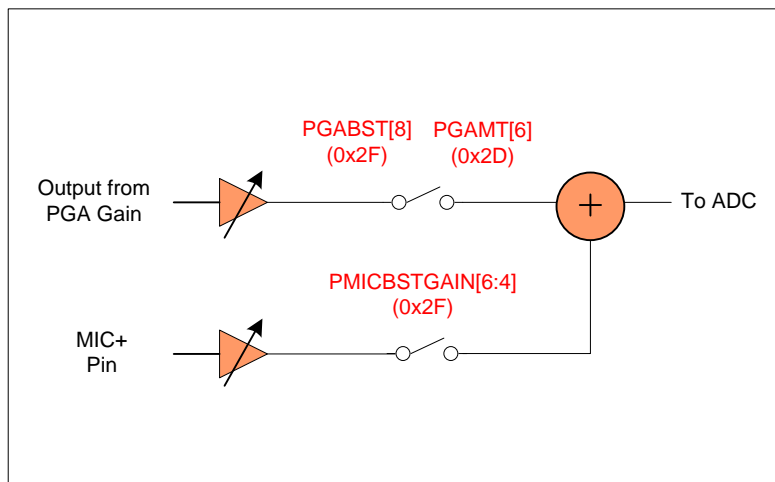 PGABST[8]
(0x2F)
PGAMT[6]
(0x2D)
Output from
PGA Gain
+
To ADC
PMICBSTGAIN[6:4]
(0x2F)
MIC+
Pin